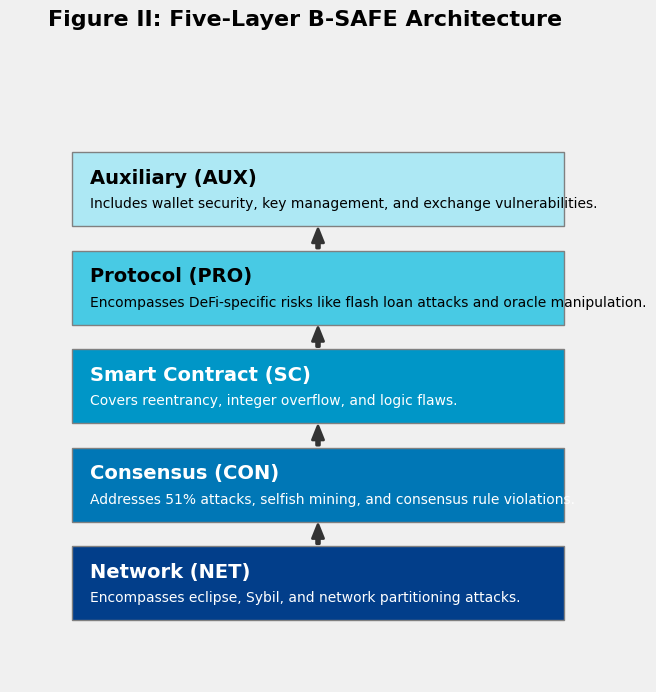 Figure II: Five-Layer B-SAFE Architecture
Auxiliary (AUX)
Includes wallet security, key management, and exchange vulnerabilities.
Protocol (PRO)
Encompasses DeFi-specific risks like flash loan attacks and oracle manipulation.
Smart Contract (SC)
Covers reentrancy, integer overflow, and logic flaws.
Consensus (CON)
Addresses 51% attacks, selfish mining, and consensus rule violations.
Network (NET)
Encompasses eclipse, Sybil, and network partitioning attacks.